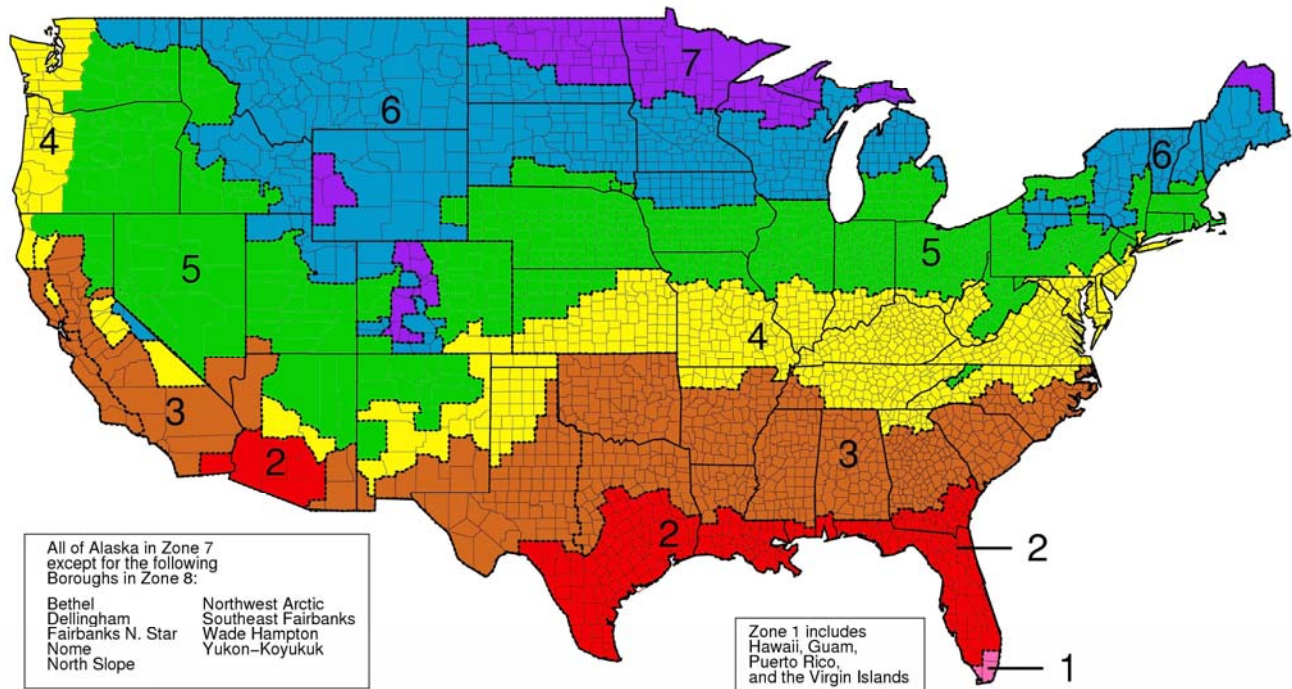 7
6
4
6
5
5
4
3
2
3
2
2
1
All of Alaska in Zone 7
except for the following
Boroughs in Zone 8:
Bethel
Dellingham
Fairbanks N. Star
Nome
North Slope
Northwest Arctic
Southeast Fairbanks
Wade Hampton
Yukon-Koyukuk
Zone 1 includes
Hawaii, Guam,
Puerto Rico,
and the Virgin Islands